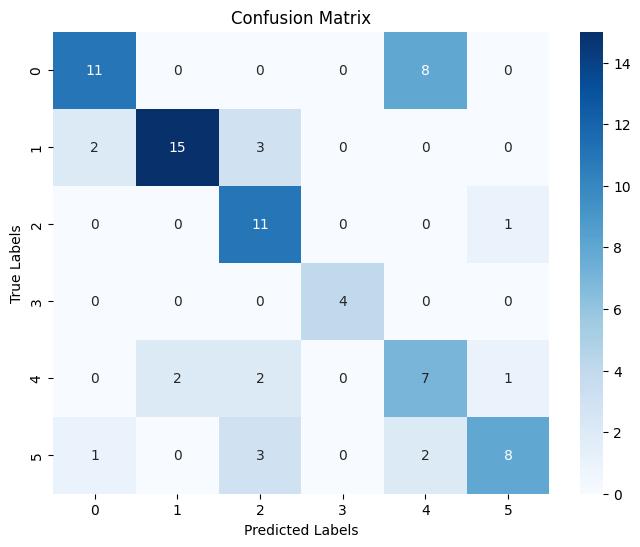 Confusion Matrix
True Labels
0 11 0 0 0 8 0
1 2 15 3 0 0 0
2 0 0 11 0 0 1
3 0 0 0 4 0 0
4 0 2 2 0 7 1
5 1 0 3 0 2 8
0 1 2 3 4 5
Predicted Labels
14
12
10
8
6
4
2
0